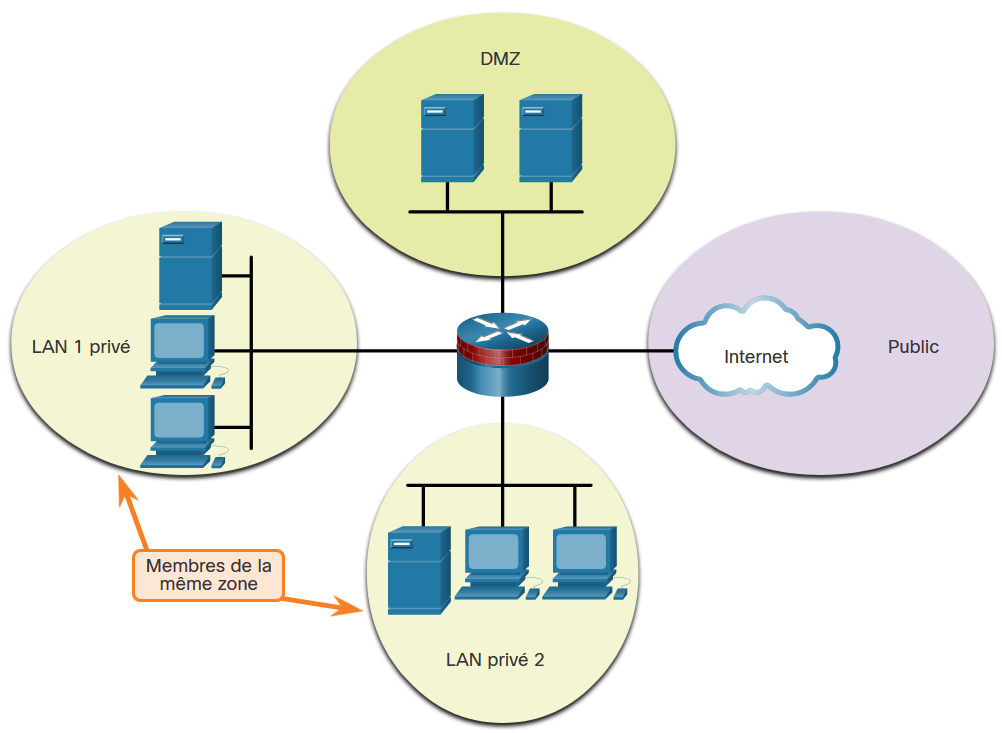 DMZ
LAN 1 privé
Internet
Public
Membres de la
même zone
LAN privé 2